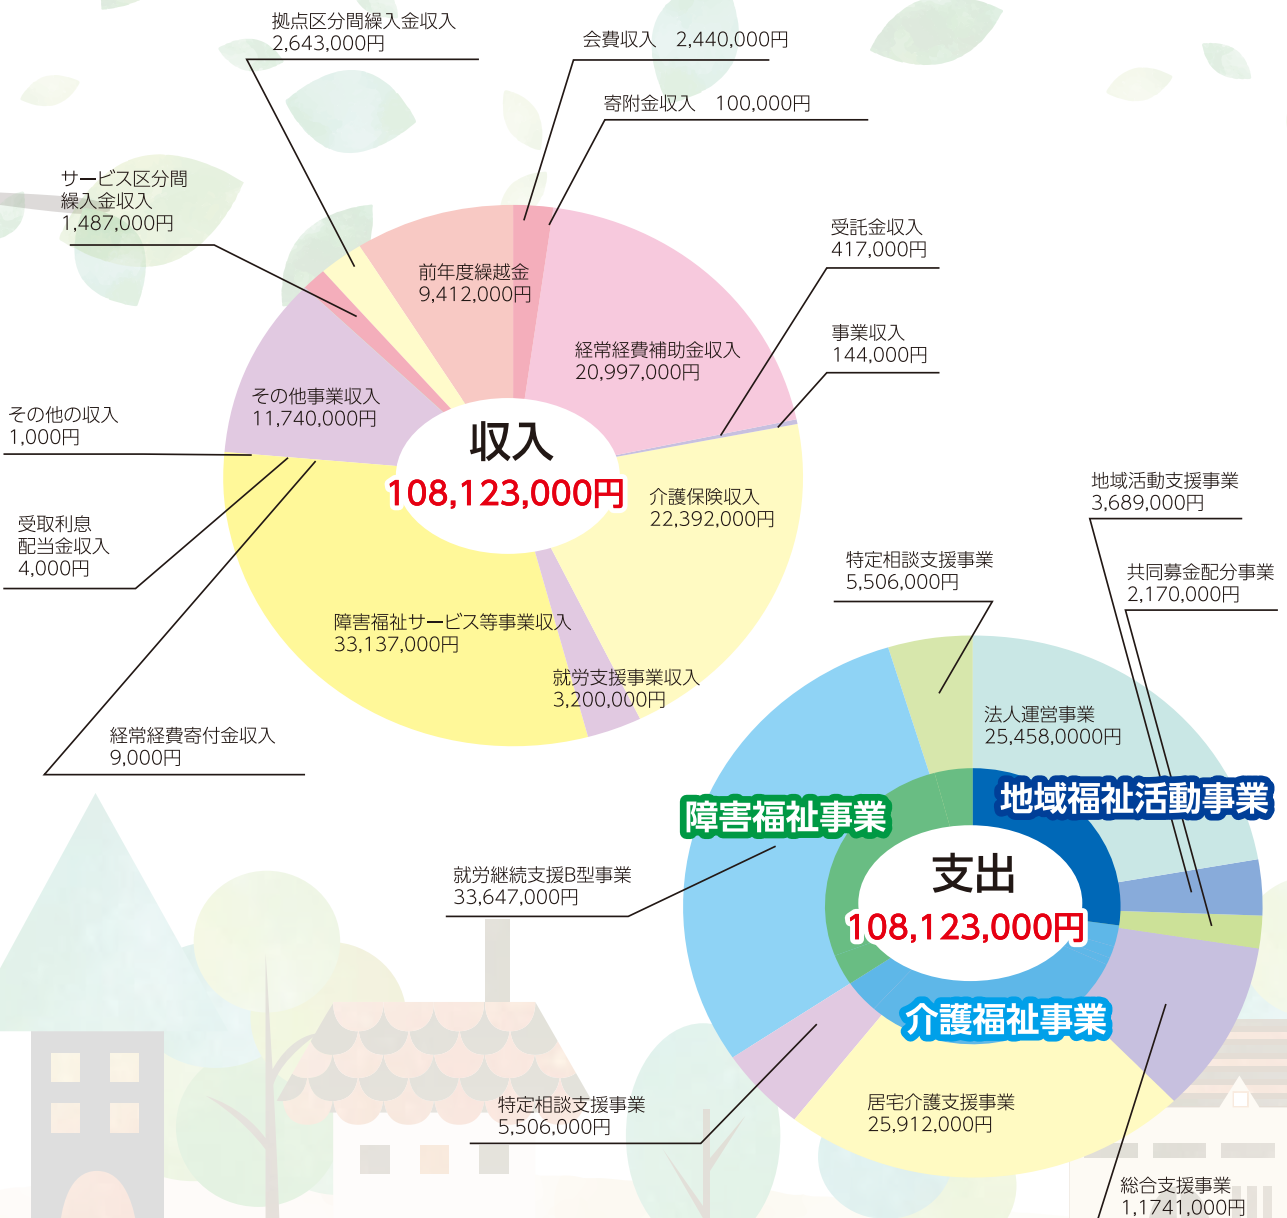 拠点区分間繰入金収入
2,643,000円
会費収入　2,440,000円
寄附金収入　100,000円
サービス区分間
繰入金収入
1,487,000円
受託金収入
417,000円
前年度繰越金
9,412,000円
事業収入
144,000円
経常経費補助金収入
20,997,000円
その他事業収入
11,740,000円
その他の収入
1,000円
収入
108,123,000円
介護保険収入
22,392,000円
受取利息
配当金収入
4,000円
障害福祉サービス等事業収入
33,137,000円
就労支援事業収入
3,200,000円
経常経費寄付金収入
9,000円
地域活動支援事業
3,689,000円
特定相談支援事業
5,506,000円
共同募金配分事業
2,170,000円
法人運営事業
25,458,0000円
地域福祉活動事業
障害福祉事業
支出
108,123,000円
就労継続支援B型事業
33,647,000円
介護福祉事業
特定相談支援事業
5,506,000円
居宅介護支援事業
25,912,000円
総合支援事業
1,1741,000円